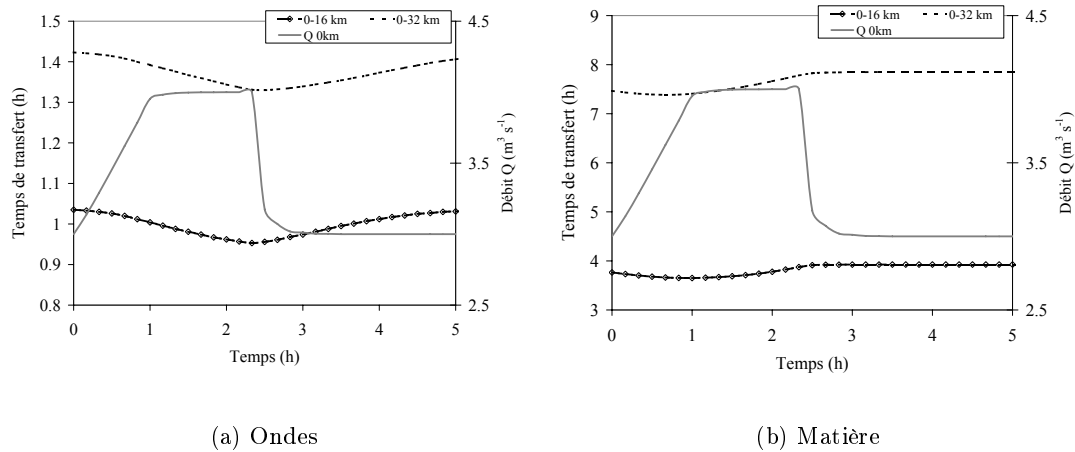 0-16 km
0-32 km
Q 0km
1.5
1.4
1.3
1.2
1.1
1
0.9
0.8
Temps de transfert (h)
4.5
3.5
2.5
Débit Q (m³ s⁻¹)
0 1 2 3 4 5
Temps (h)
(a) Ondes
0-16 km
0-32 km
Q 0km
9
8
7
6
5
4
3
Temps de transfert (h)
4.5
3.5
2.5
Débit Q (m³ s⁻¹)
0 1 2 3 4 5
Temps (h)
(b) Matière